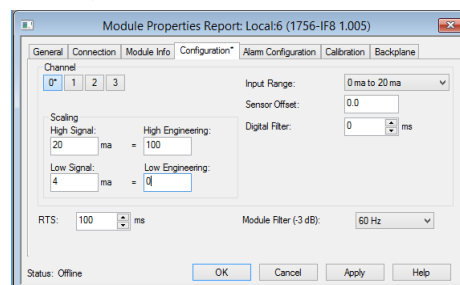 Module Properties Report: Local:6 (1756-IF8 1.005)
General Connection Module Info Configuration* Alarm Configuration Calibration Backplane
Channel
0* 1 2 3
Input Range: 0 ma to 20 ma
Sensor Offset: 0.0
Scaling
High Signal: High Engineering:
Digital Filter: 0 ms
20 ma = 100
Low Signal: Low Engineering:
4 ma = 0
RTS: 100 ms Module Filter (-3 dB): 60 Hz
Status: Offline OK Cancel Apply Help